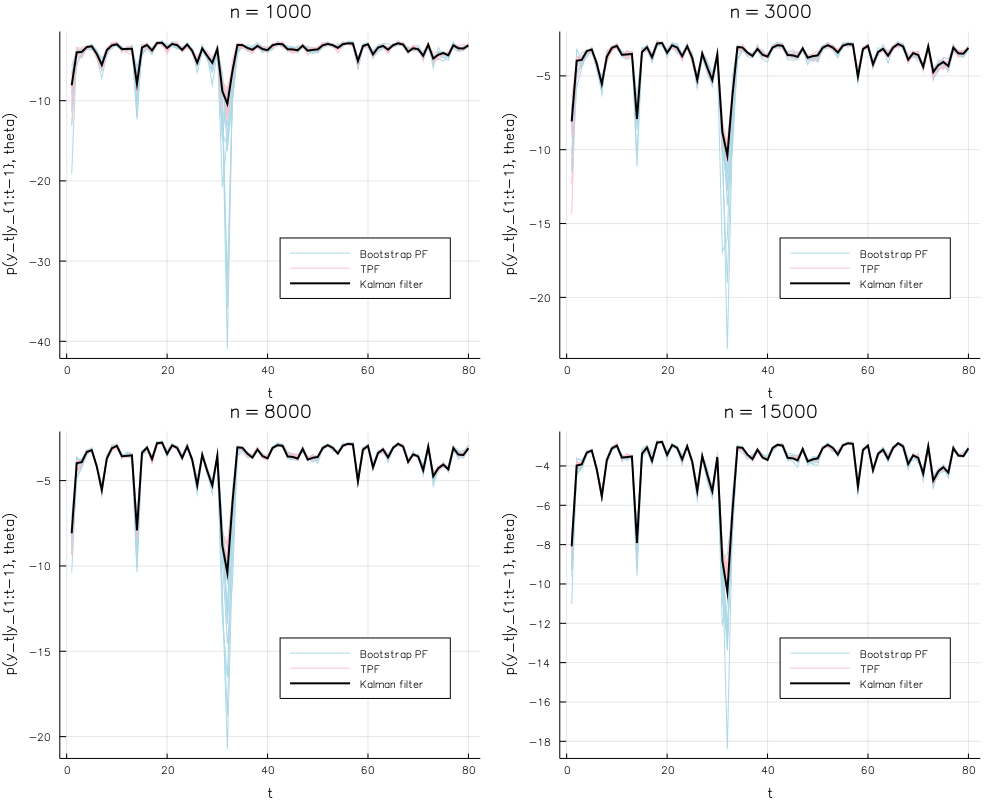 n = 1000
p(y_t|y_{1:t−1}, theta)
−10
−20
−30
−40
0
20
40
60
80
t
Bootstrap PF
TPF
Kalman filter
n = 3000
p(y_t|y_{1:t−1}, theta)
−5
−10
−15
−20
0
20
40
60
80
t
Bootstrap PF
TPF
Kalman filter
n = 8000
p(y_t|y_{1:t−1}, theta)
−5
−10
−15
−20
0
20
40
60
80
t
Bootstrap PF
TPF
Kalman filter
n = 15000
p(y_t|y_{1:t−1}, theta)
−4
−6
−8
−10
−12
−14
−16
−18
0
20
40
60
80
t
Bootstrap PF
TPF
Kalman filter